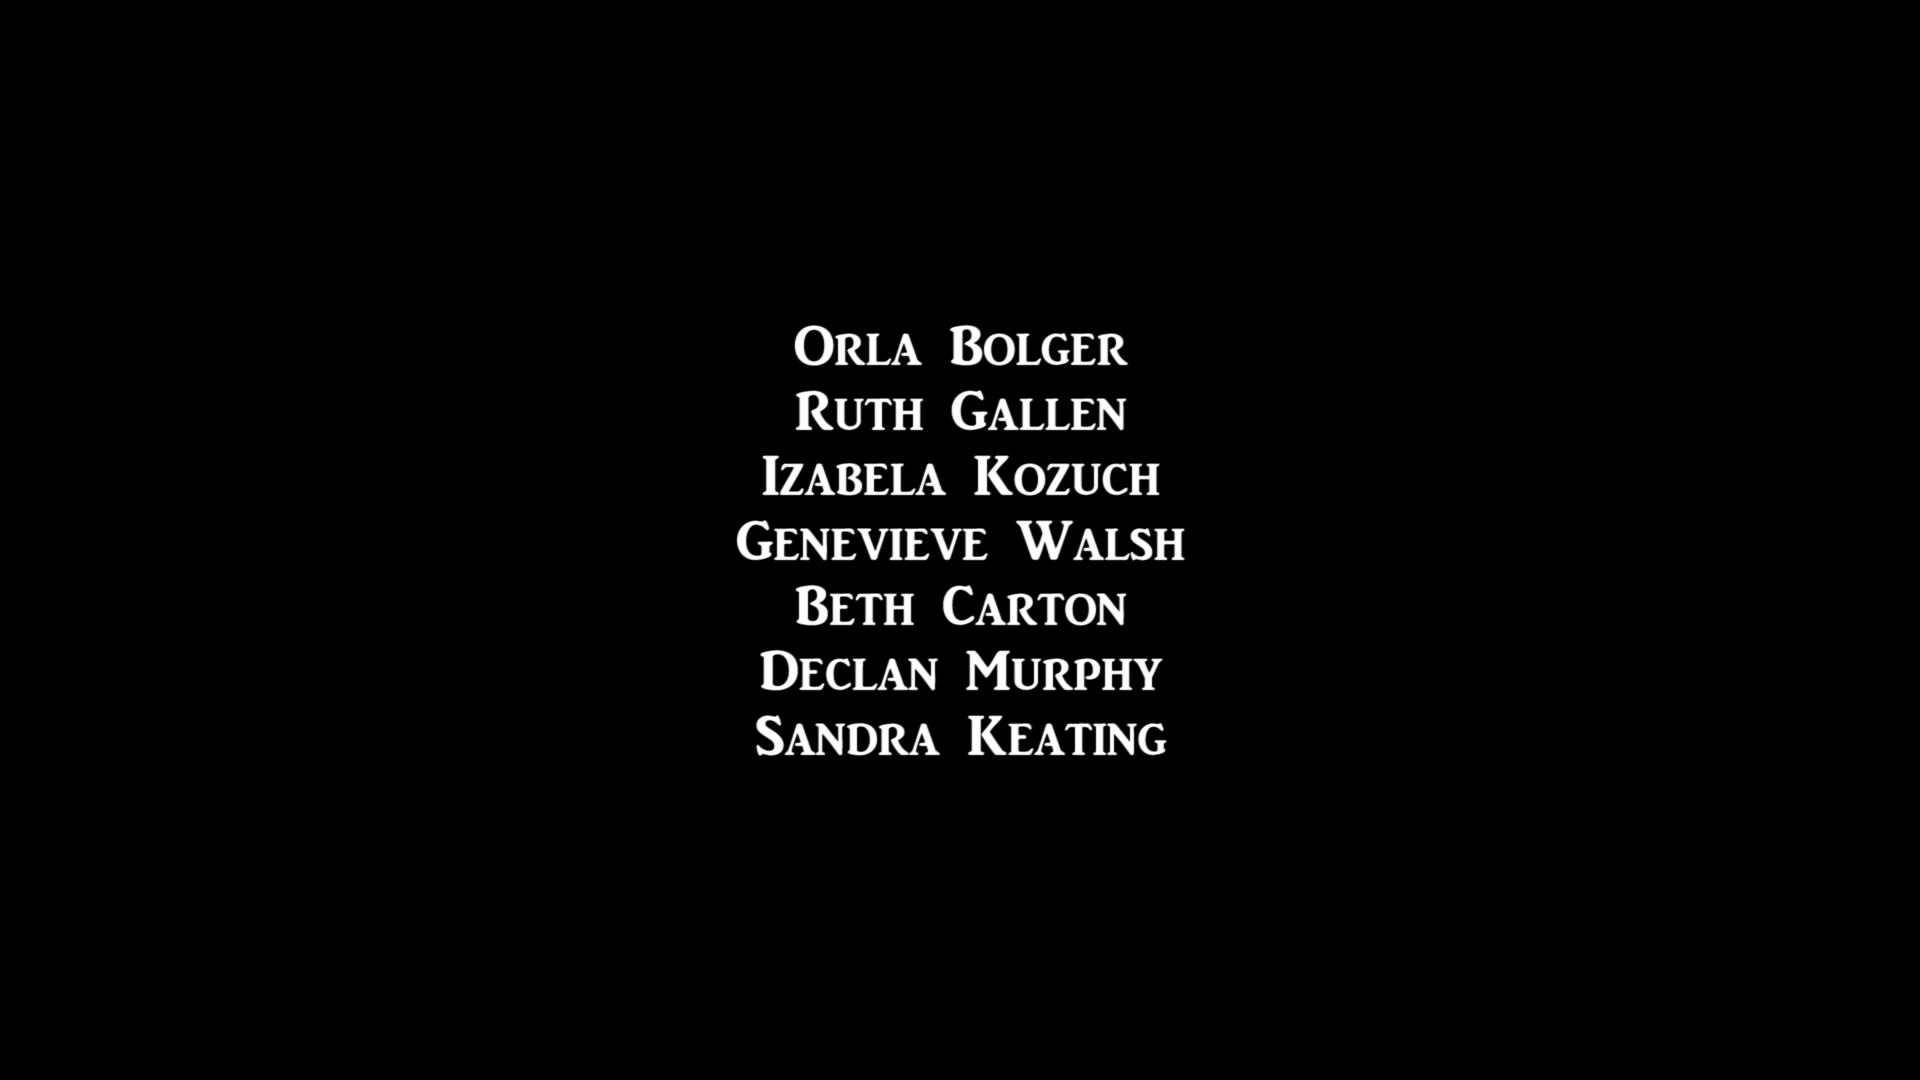 Orla Bolger
Ruth Gallen
Izabela Kozuch
Genevieve Walsh
Beth Carton
Declan Murphy
Sandra Keating